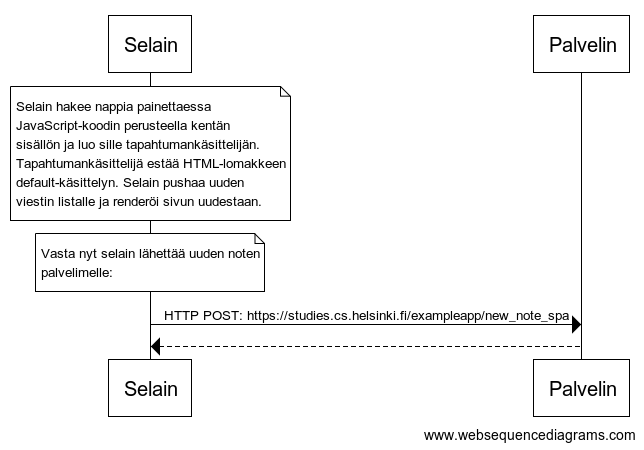 Selain
Palvelin
Selain hakee nappia painettaessa
JavaScript-koodin perusteella kentän
sisällön ja luo sille tapahtumankäsittelijän.
Tapahtumankäsittelijä estää HTML-lomakkeen
default-käsittelyn. Selain pushaa uuden
viestin listalle ja renderöi sivun uudestaan.
Vasta nyt selain lähettää uuden noten
palvelimelle:
HTTP POST: https://studies.cs.helsinki.fi/exampleapp/new_note_spa
Selain
Palvelin
www.websequencediagrams.com